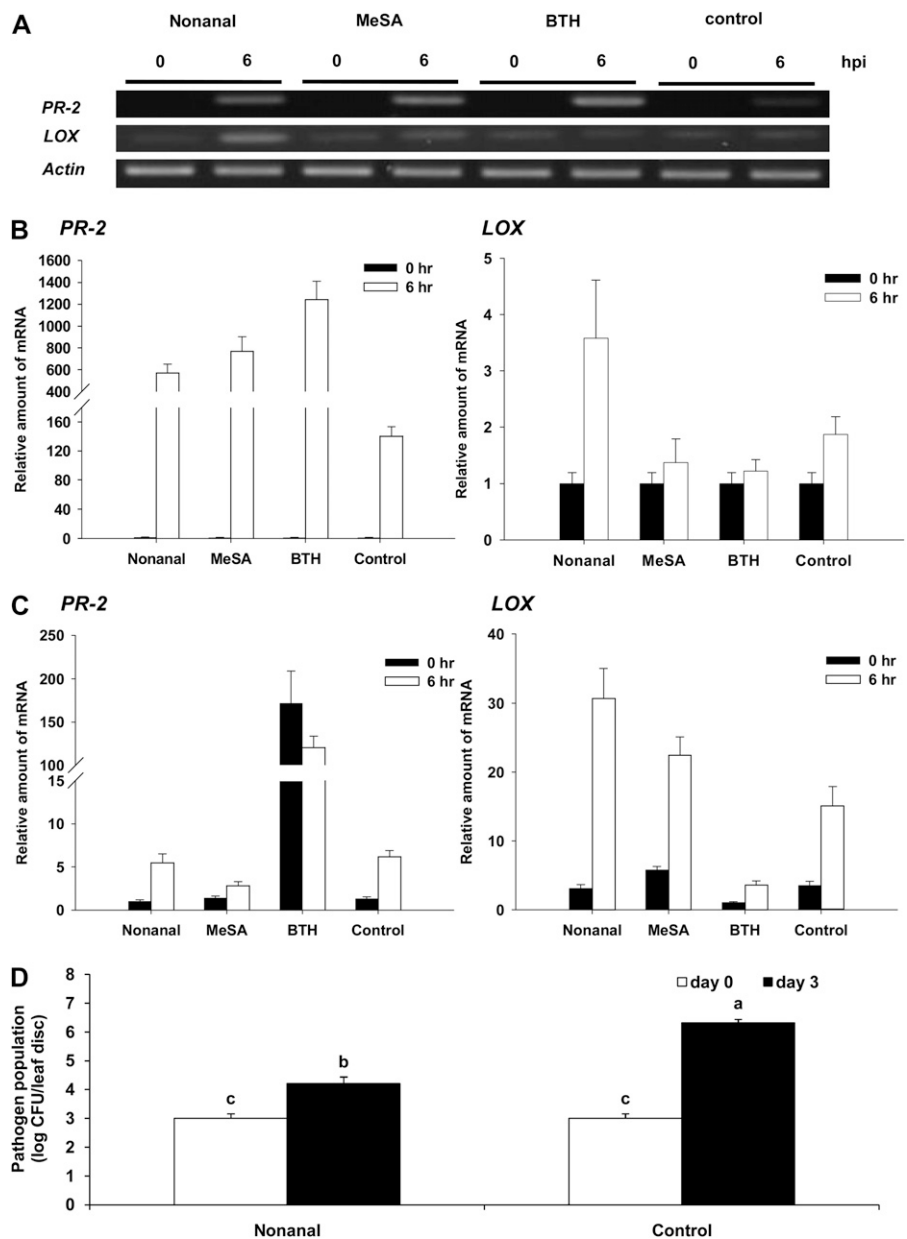 A
Nonanal MeSA BTH control
0 6 0 6 0 6 0 6 hpi
PR-2
LOX
Actin
B
PR-2
Relative amount of mRNA
1600
1400
1200
1000
800
600
400
160
120
80
40
0
0 hr
6 hr
Nonanal MeSA BTH Control
LOX
Relative amount of mRNA
5
4
3
2
1
0
0 hr
6 hr
Nonanal MeSA BTH Control
C
PR-2
Relative amount of mRNA
250
200
150
100
15
10
5
0
0 hr
6 hr
Nonanal MeSA BTH Control
LOX
Relative amount of mRNA
40
30
20
10
0
0 hr
6 hr
Nonanal MeSA BTH Control
D
Pathogen population
(log CFU/leaf disc)
8
7
6
5
4
3
2
1
0
day 0 day 3
c b c a
Nonanal Control